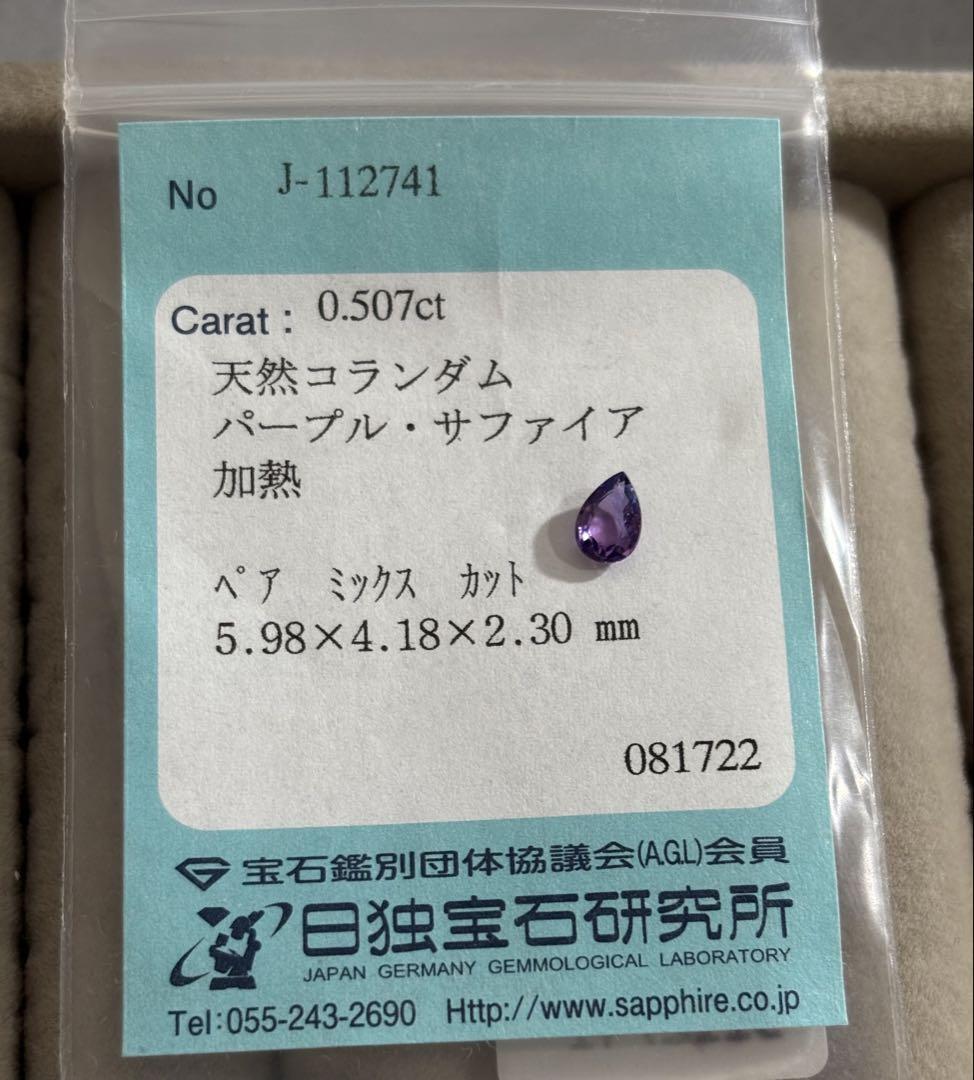 No J-112741
Carat : 0.507ct
天然コランダム
パープル・サファイア
加熱
ペア ミックス カット
5.98×4.18×2.30 mm
081722
宝石鑑別団体協議会(A.G.L)会員
日独宝石研究所
JAPAN GERMANY GEMMOLOGICAL LABORATORY
Tel:055-243-2690 Http://www.sapphire.co.jp